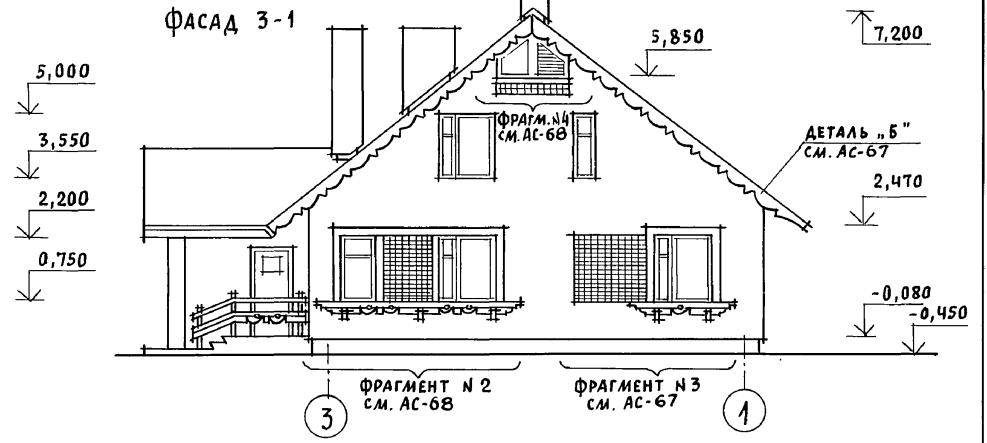 ФАСАД 3-1
5,850
7,200
5,000
ФРАГМ. N4
СМ. АС-68
ДЕТАЛЬ „Б"
СМ. АС-67
3,550
2,470
2,200
0,750
-0,080
-0,450
ФРАГМЕНТ N 2
СМ. АС-68
ФРАГМЕНТ N 3
СМ. АС-67
3
1